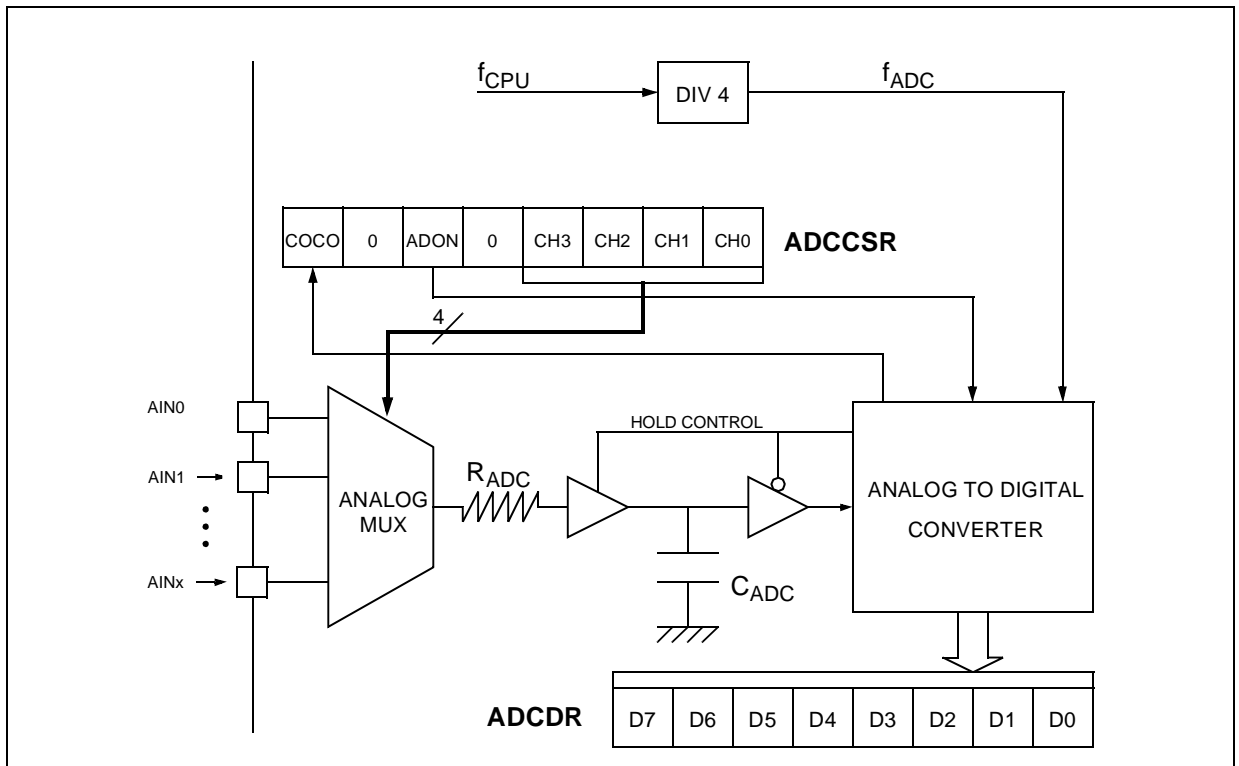 fCPU
DIV 4
fADC
COCO 0 ADON 0 CH3 CH2 CH1 CH0
ADCCSR
4
AIN0
AIN1
AINx
ANALOG
MUX
RADC
HOLD CONTROL
CADC
ANALOG TO DIGITAL
CONVERTER
ADCDR
D7 D6 D5 D4 D3 D2 D1 D0